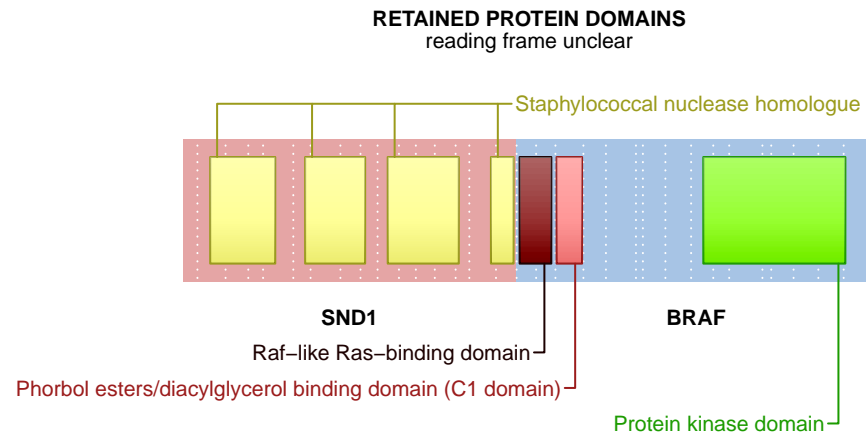 RETAINED PROTEIN DOMAINS
reading frame unclear
Staphylococcal nuclease homologue
SND1
BRAF
Raf−like Ras−binding domain
Phorbol esters/diacylglycerol binding domain (C1 domain)
Protein kinase domain